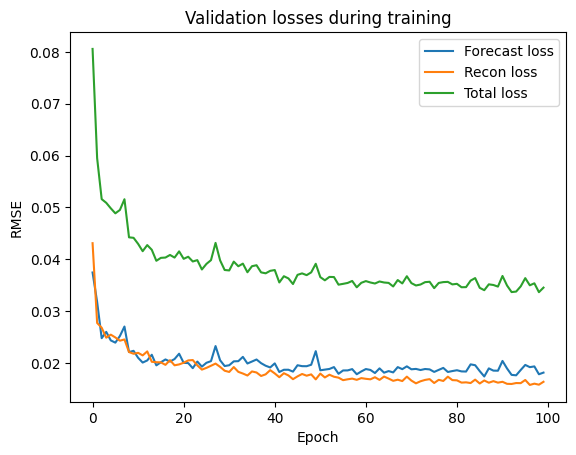 Validation losses during training
Forecast loss
Recon loss
Total loss
RMSE
0.08
0.07
0.06
0.05
0.04
0.03
0.02
0 20 40 60 80 100
Epoch